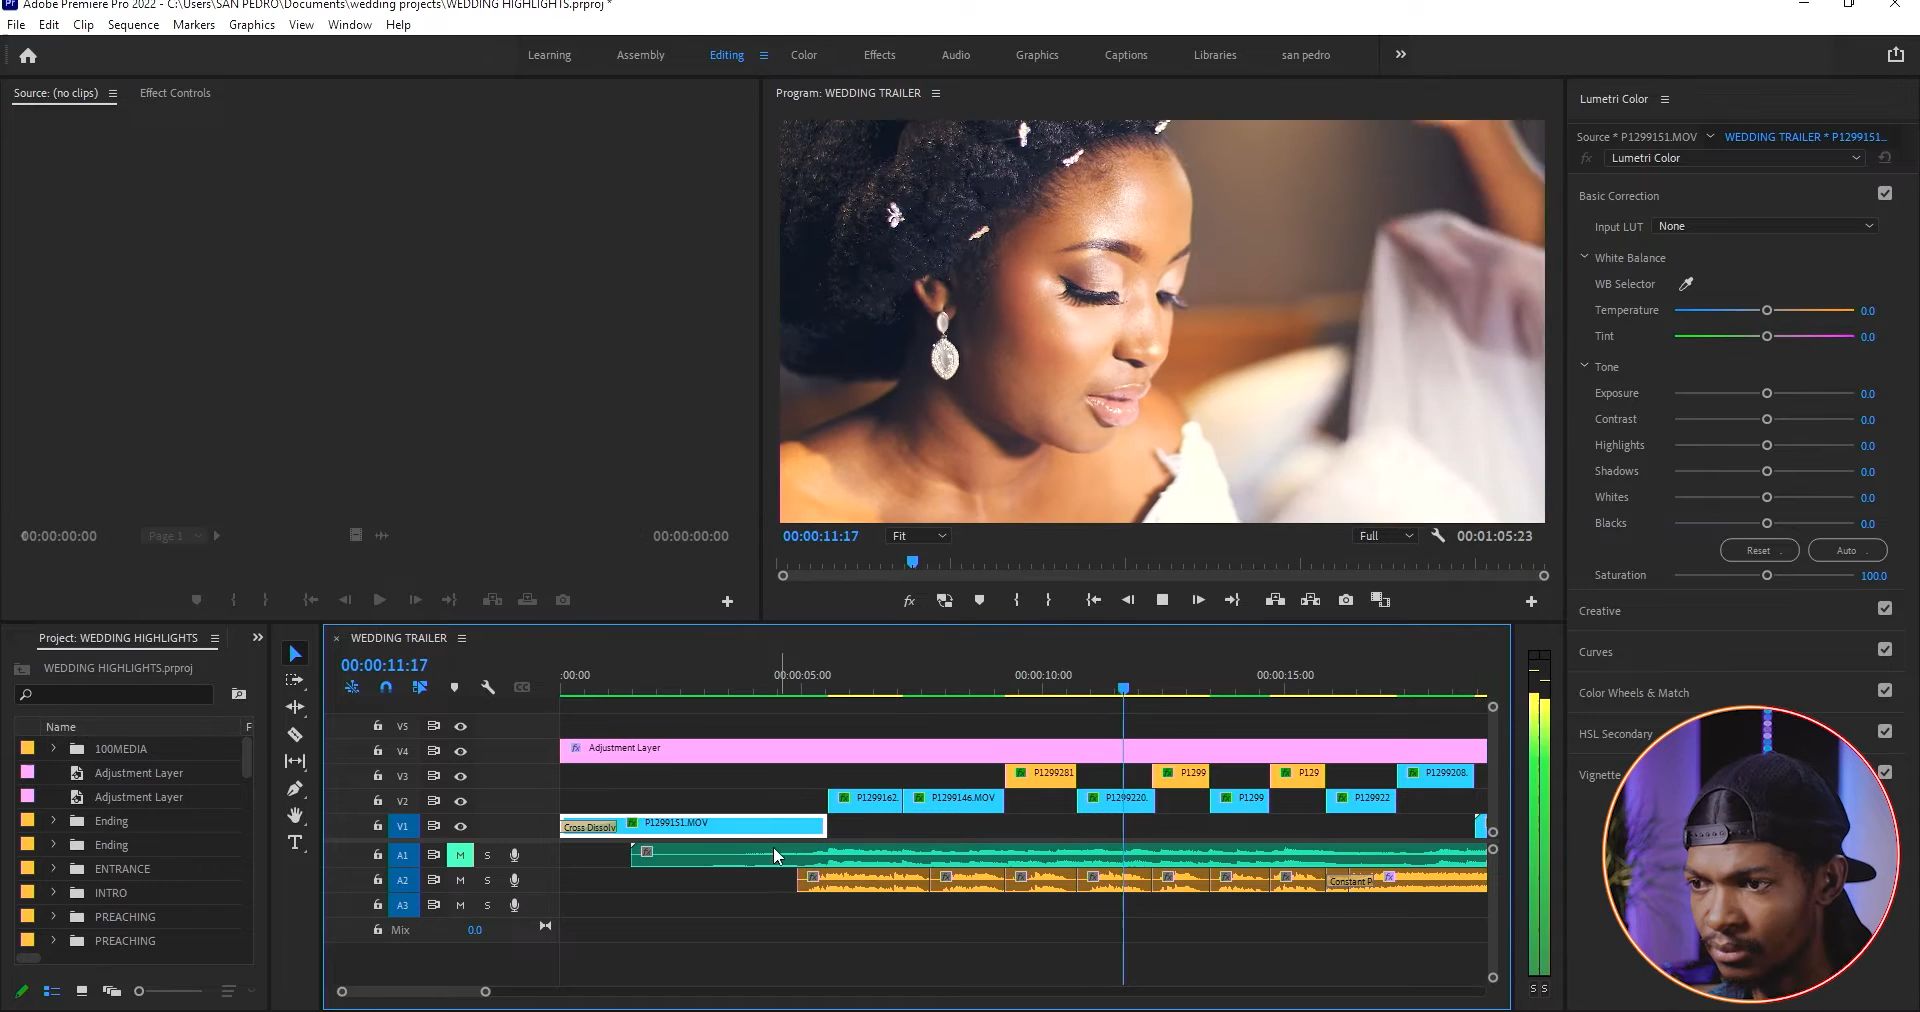 Adobe Premiere Pro 2022 - C:\Users\SAN PEDRO\Documents\wedding projects\WEDDING HIGHLIGHTS.prproj *
File Edit Clip Sequence Markers Graphics View Window Help
Learning Assembly Editing Color Effects Audio Graphics Captions Libraries san pedro
Source: (no clips) Effect Controls
Program: WEDDING TRAILER
Lumetri Color
Source * P1299151.MOV WEDDING TRAILER * P1299151...
fx Lumetri Color
Basic Correction
Input LUT None
White Balance
WB Selector
Temperature 0.0
Tint 0.0
Tone
Exposure 0.0
Contrast 0.0
Highlights 0.0
Shadows 0.0
Whites 0.0
Blacks 0.0
Reset Auto
Saturation 100.0
Creative
Curves
Color Wheels & Match
HSL Secondary
Vignette
00:00:00:00 Page 1 00:00:00:00
00:00:11:17 Fit Full 00:01:05:23
Project: WEDDING HIGHLIGHTS
WEDDING HIGHLIGHTS.prproj
Name F
100MEDIA
Adjustment Layer
Adjustment Layer
Ending
Ending
ENTRANCE
INTRO
PREACHING
PREACHING
× WEDDING TRAILER
00:00:11:17
:00:00 00:00:05:00 00:00:10:00 00:00:15:00
V5
V4 fx Adjustment Layer
V3 P1299281 P1299 P129 P1299208.
V2 P1299162. P1299146.MOV P1299220. P1299 P129922
V1 Cross Dissolv P1299151.MOV
A1 M S
A2 M S Constant P
A3 M S
Mix 0.0
S S